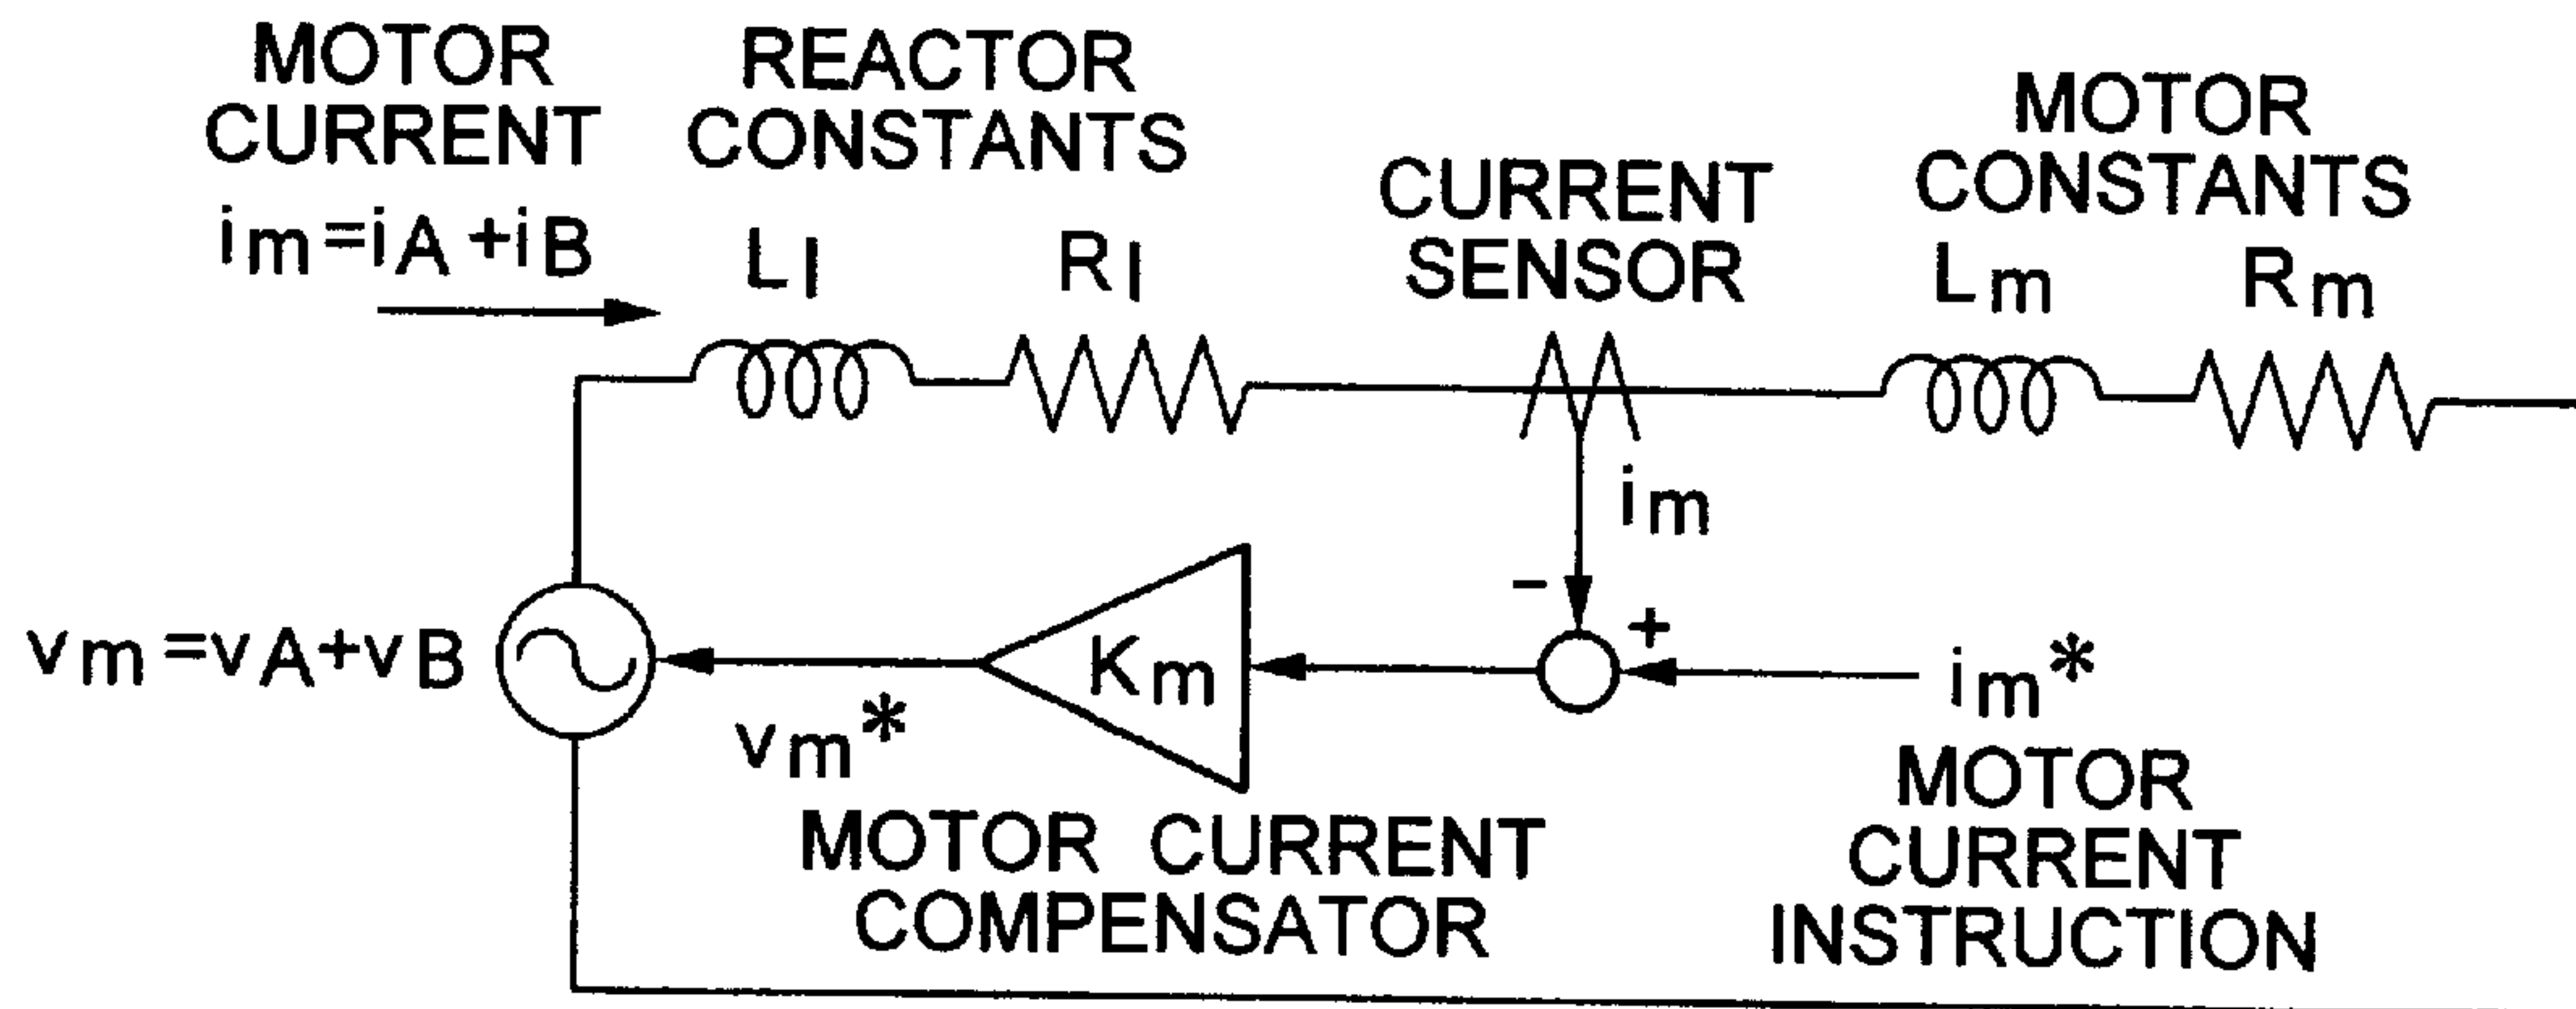 MOTOR
CURRENT
im=iA+iB
REACTOR
CONSTANTS
Ll
Rl
CURRENT
SENSOR
MOTOR
CONSTANTS
Lm
Rm
im
-
+
vm=vA+vB
Km
vm*
im*
MOTOR CURRENT
COMPENSATOR
MOTOR
CURRENT
INSTRUCTION